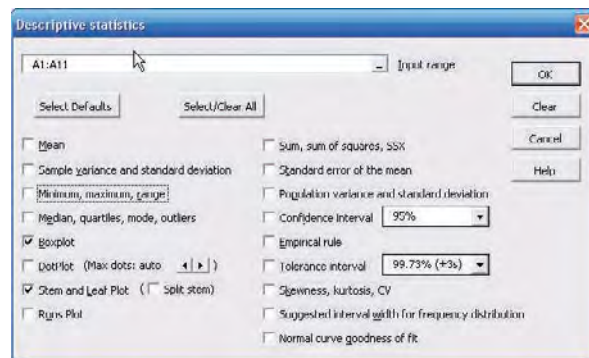 Descriptive statistics
A1:A11 Input range
OK
Select Defaults Select/Clear All
Clear
Cancel
Help
Mean
Sample variance and standard deviation
Minimum, maximum, range
Median, quartiles, mode, outliers
Boxplot
DotPlot (Max dots: auto )
Stem and Leaf Plot ( Split stem)
Runs Plot
Sum, sum of squares, SSX
Standard error of the mean
Population variance and standard deviation
Confidence Interval 95%
Empirical rule
Tolerance interval 99.73% (+3s)
Skewness, kurtosis, CV
Suggested interval width for frequency distribution
Normal curve goodness of fit